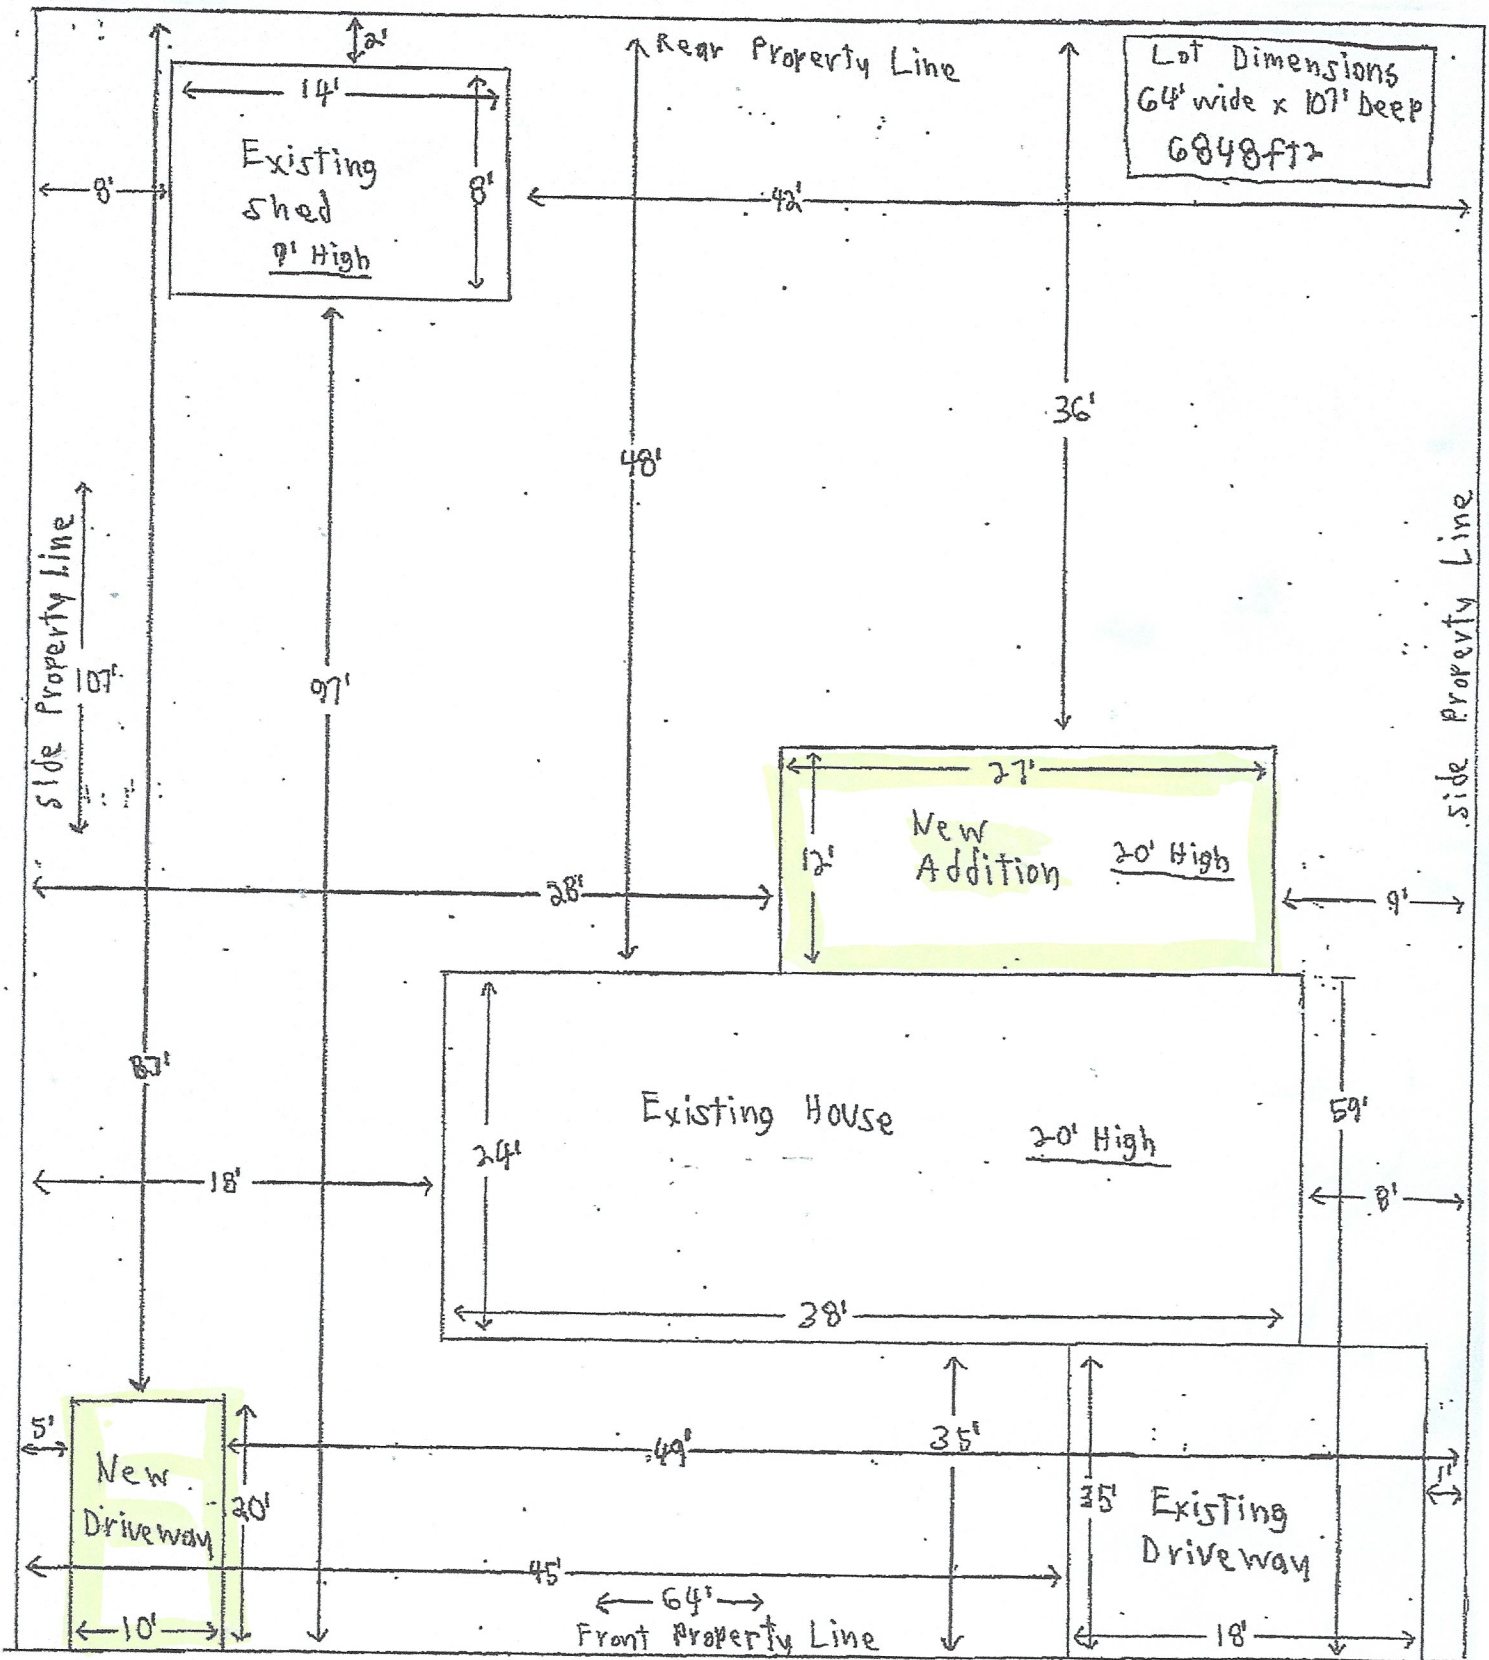 2'
Rear Property Line
Lot Dimensions
64' wide x 107' Deep
6848ft2
14'
Existing
Shed
9' High
8'
8'
42'
36'
48'
Side Property Line
107'
97'
Side Property Line
27'
New
Addition
20' High
12'
28'
9'
87'
Existing House
20' High
24'
59'
18'
8'
38'
5'
49'
35'
New
Driveway
20'
35'
Existing
Driveway
1'
45'
64'
10'
Front Property Line
18'